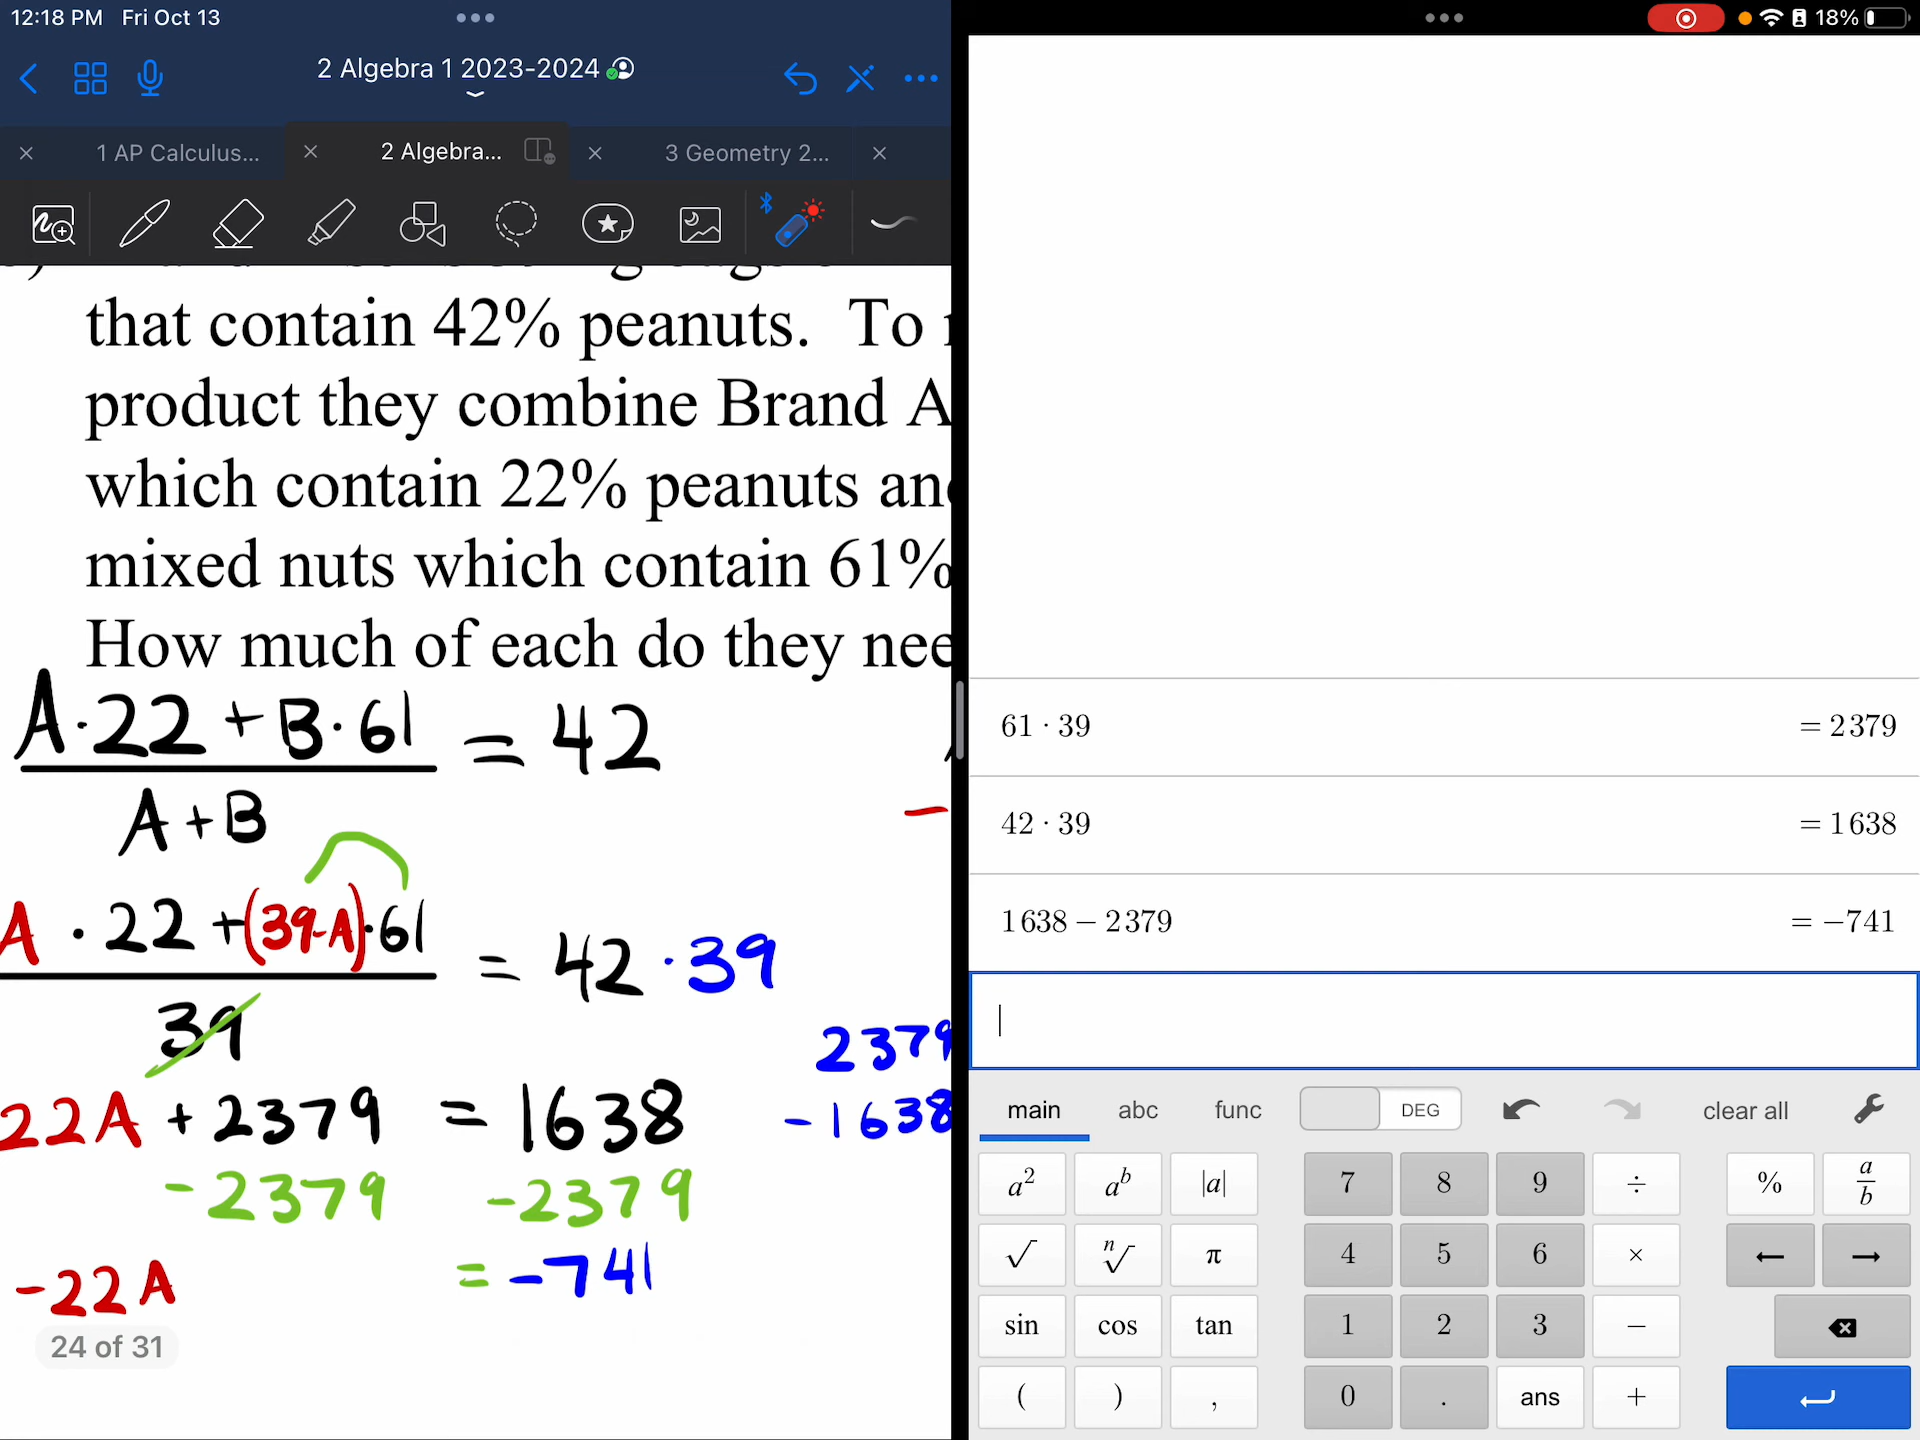 12:18 PM Fri Oct 13
18%
2 Algebra 1 2023-2024
1 AP Calculus...
2 Algebra...
3 Geometry 2...
that contain 42% peanuts. To
product they combine Brand A
which contain 22% peanuts and
mixed nuts which contain 61%
How much of each do they nee
A · 22 + B · 61 = 42
A + B
A · 22 + (39-A) · 61 = 42 · 39
39
2379
-1638
22A + 2379 = 1638
-2379 -2379
-22A = -741
24 of 31
61 · 39 = 2379
42 · 39 = 1638
1638 − 2379 = −741
main abc func DEG clear all
a² aᵇ |a| 7 8 9 ÷ % a/b
√ ⁿ√ π 4 5 6 × ← →
sin cos tan 1 2 3 −
( ) , 0 . ans +